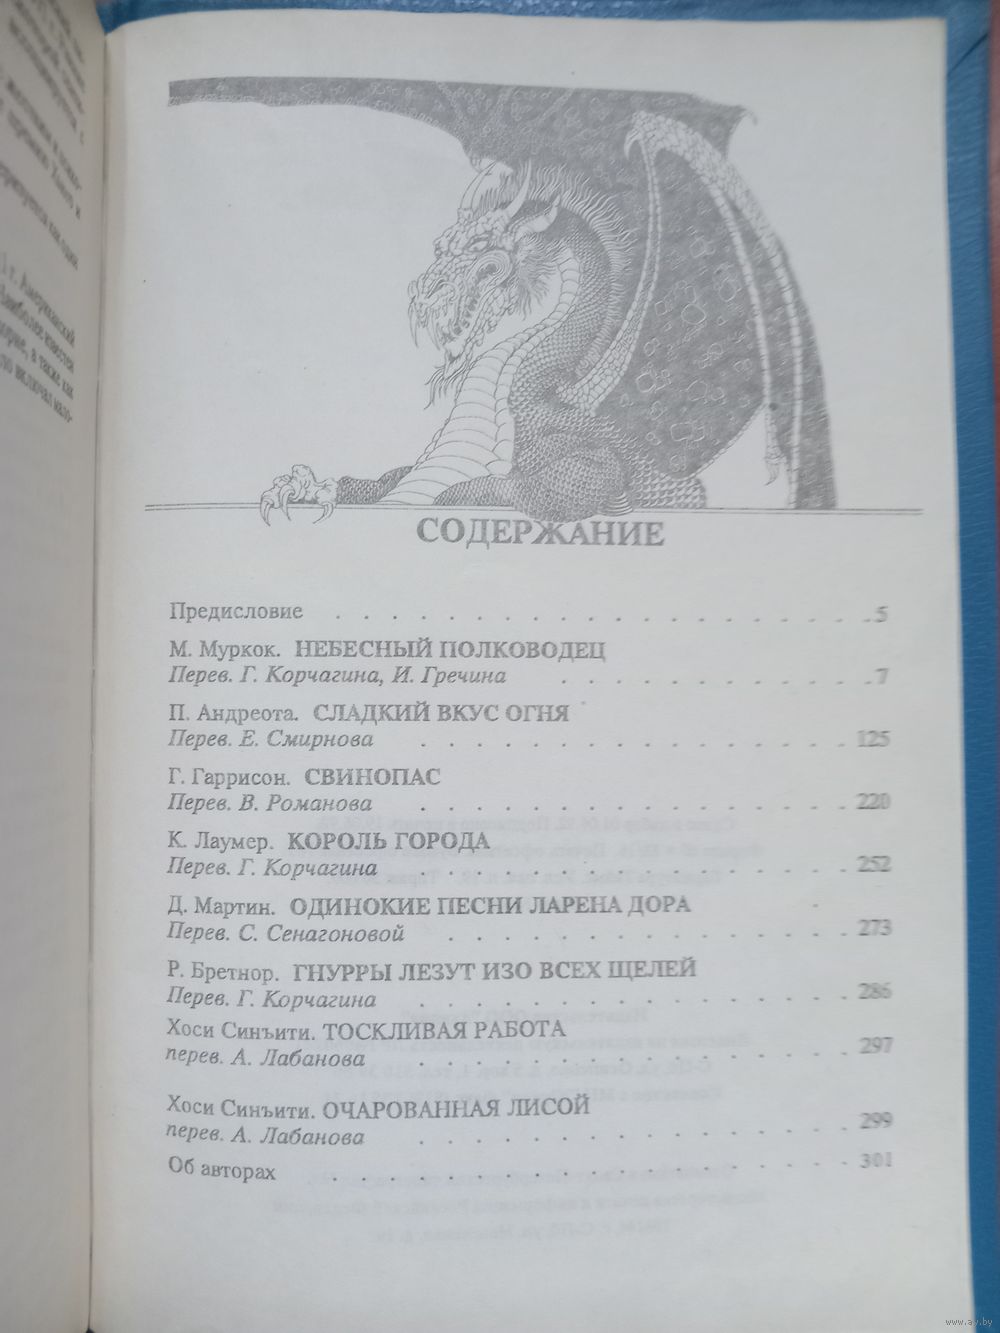 СОДЕРЖАНИЕ
Предисловие . . . . . . . . . . . . . . . . . . . . 5
М. Муркок. НЕБЕСНЫЙ ПОЛКОВОДЕЦ
Перев. Г. Корчагина, И. Гречина . . . . . . . . . . . . 7
П. Андреота. СЛАДКИЙ ВКУС ОГНЯ
Перев. Е. Смирнова . . . . . . . . . . . . . . . . 125
Г. Гаррисон. СВИНОПАС
Перев. В. Романова . . . . . . . . . . . . . . . . 220
К. Лаумер. КОРОЛЬ ГОРОДА
Перев. Г. Корчагина . . . . . . . . . . . . . . . . 252
Д. Мартин. ОДИНОКИЕ ПЕСНИ ЛАРЕНА ДОРА
Перев. С. Сенагоновой . . . . . . . . . . . . . . . 273
Р. Бретнор. ГНУРРЫ ЛЕЗУТ ИЗО ВСЕХ ЩЕЛЕЙ
Перев. Г. Корчагина . . . . . . . . . . . . . . . . 286
Хоси Синъити. ТОСКЛИВАЯ РАБОТА
перев. А. Лабанова . . . . . . . . . . . . . . . . 297
Хоси Синъити. ОЧАРОВАННАЯ ЛИСОЙ
перев. А. Лабанова . . . . . . . . . . . . . . . . 299
Об авторах . . . . . . . . . . . . . . . . . . . . 301
www.ay.by